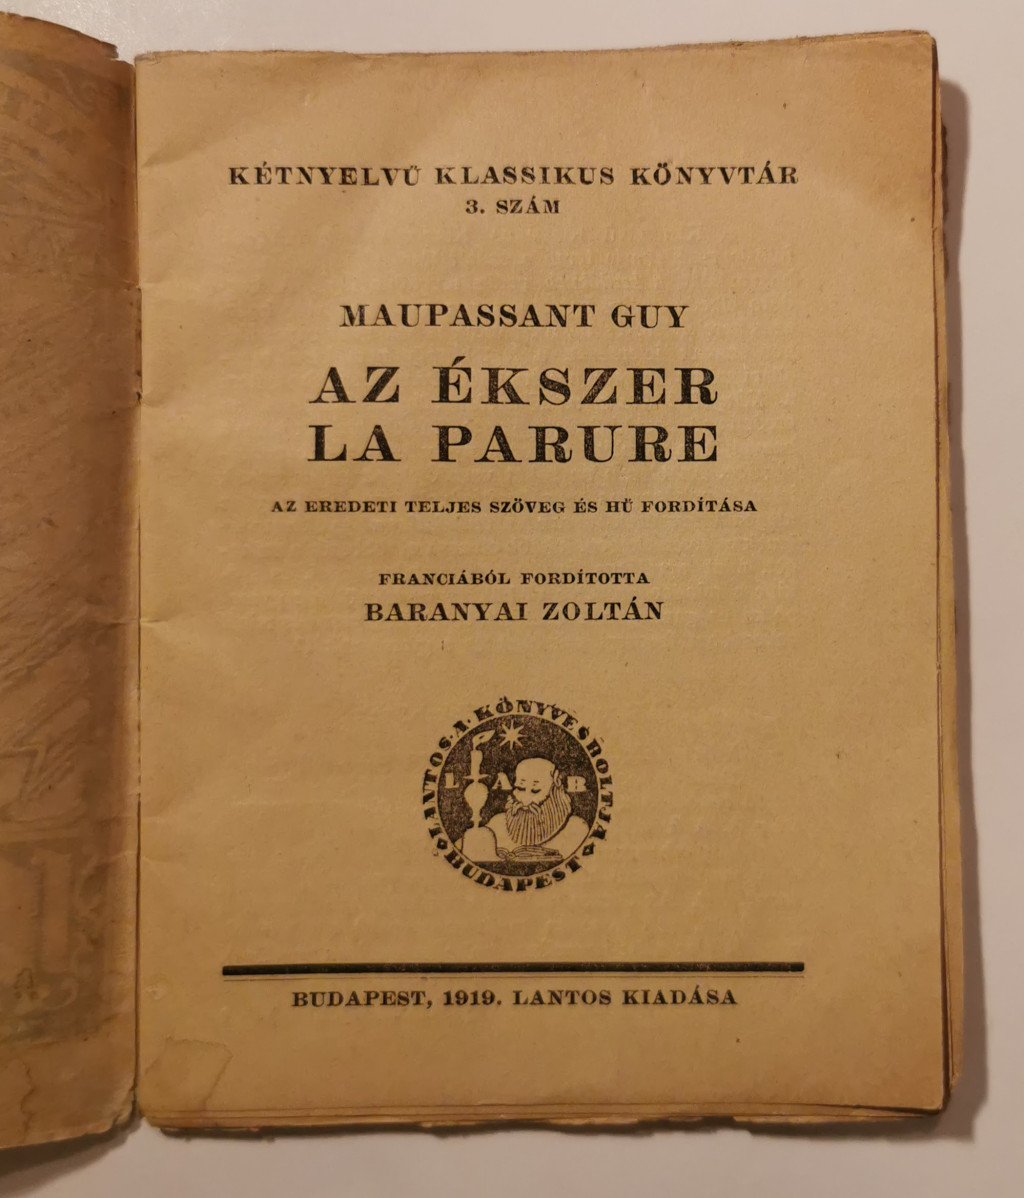 KÉTNYELVŰ KLASSIKUS KÖNYVTÁR
3. SZÁM
MAUPASSANT GUY
AZ ÉKSZER
LA PARURE
AZ EREDETI TELJES SZÖVEG ÉS HŰ FORDÍTÁSA
FRANCIÁBÓL FORDÍTOTTA
BARANYAI ZOLTÁN
LANTOS·A·KÖNYVESBOLTJA
L A R
BUDAPEST
BUDAPEST, 1919. LANTOS KIADÁSA